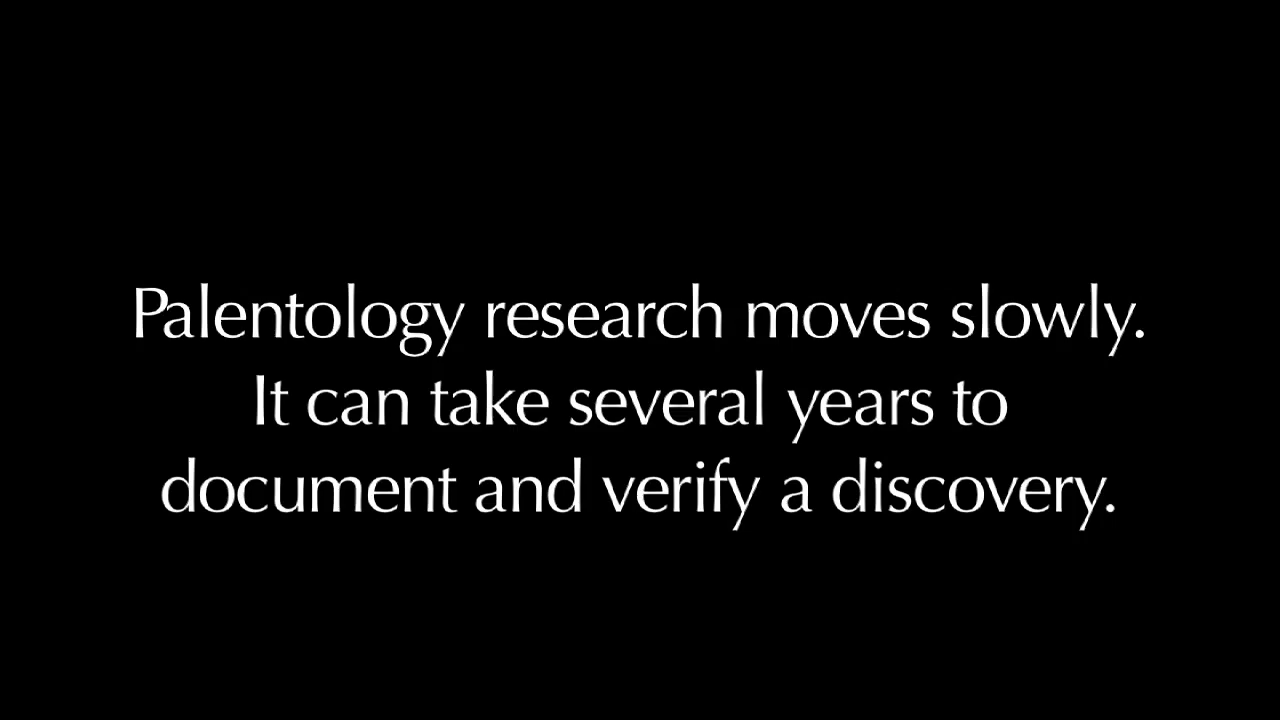 Palentology research moves slowly.
It can take several years to
document and verify a discovery.